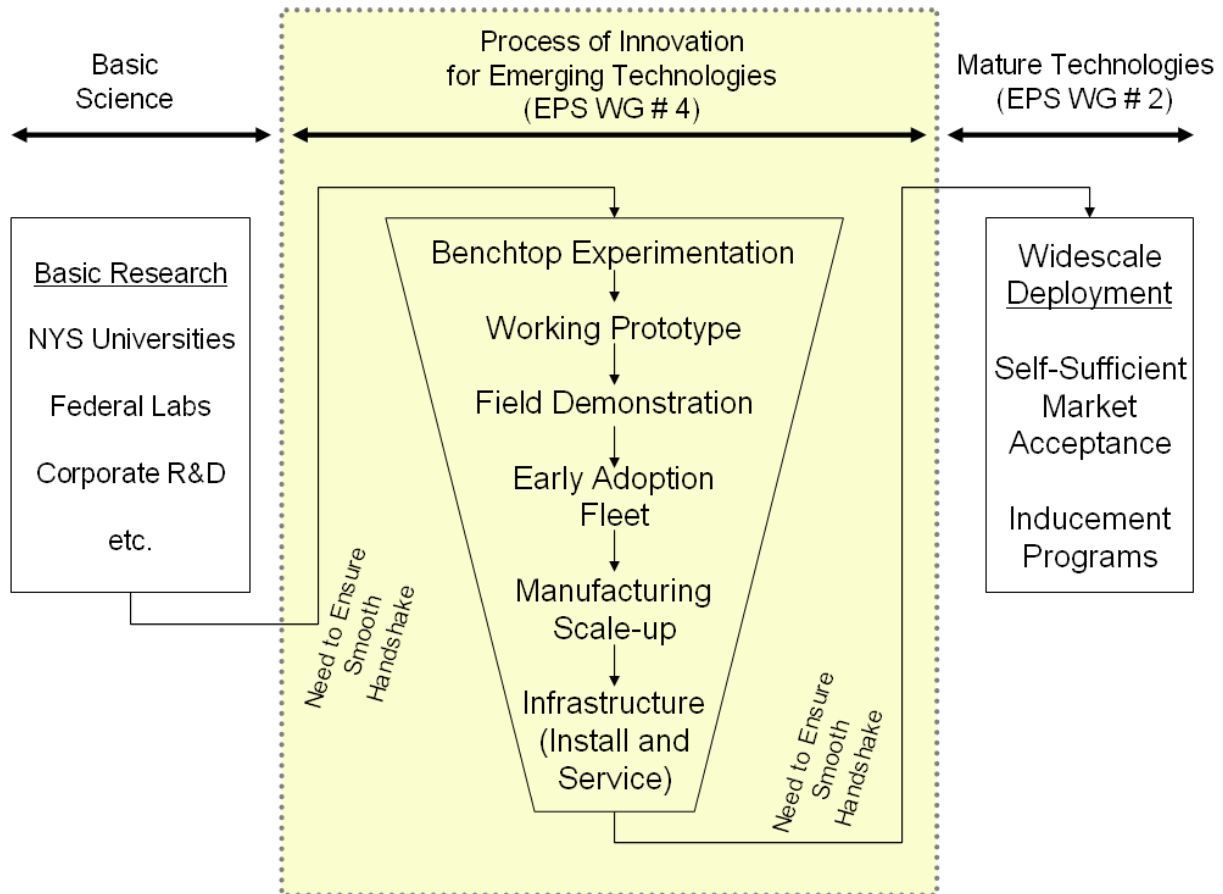 Basic
Science
Process of Innovation
for Emerging Technologies
(EPS WG # 4)
Mature Technologies
(EPS WG # 2)
Basic Research
NYS Universities
Federal Labs
Corporate R&D
etc.
Need to Ensure
Smooth
Handshake
Benchtop Experimentation
Working Prototype
Field Demonstration
Early Adoption
Fleet
Manufacturing
Scale-up
Infrastructure
(Install and
Service)
Need to Ensure
Smooth
Handshake
Widescale
Deployment
Self-Sufficient
Market
Acceptance
Inducement
Programs